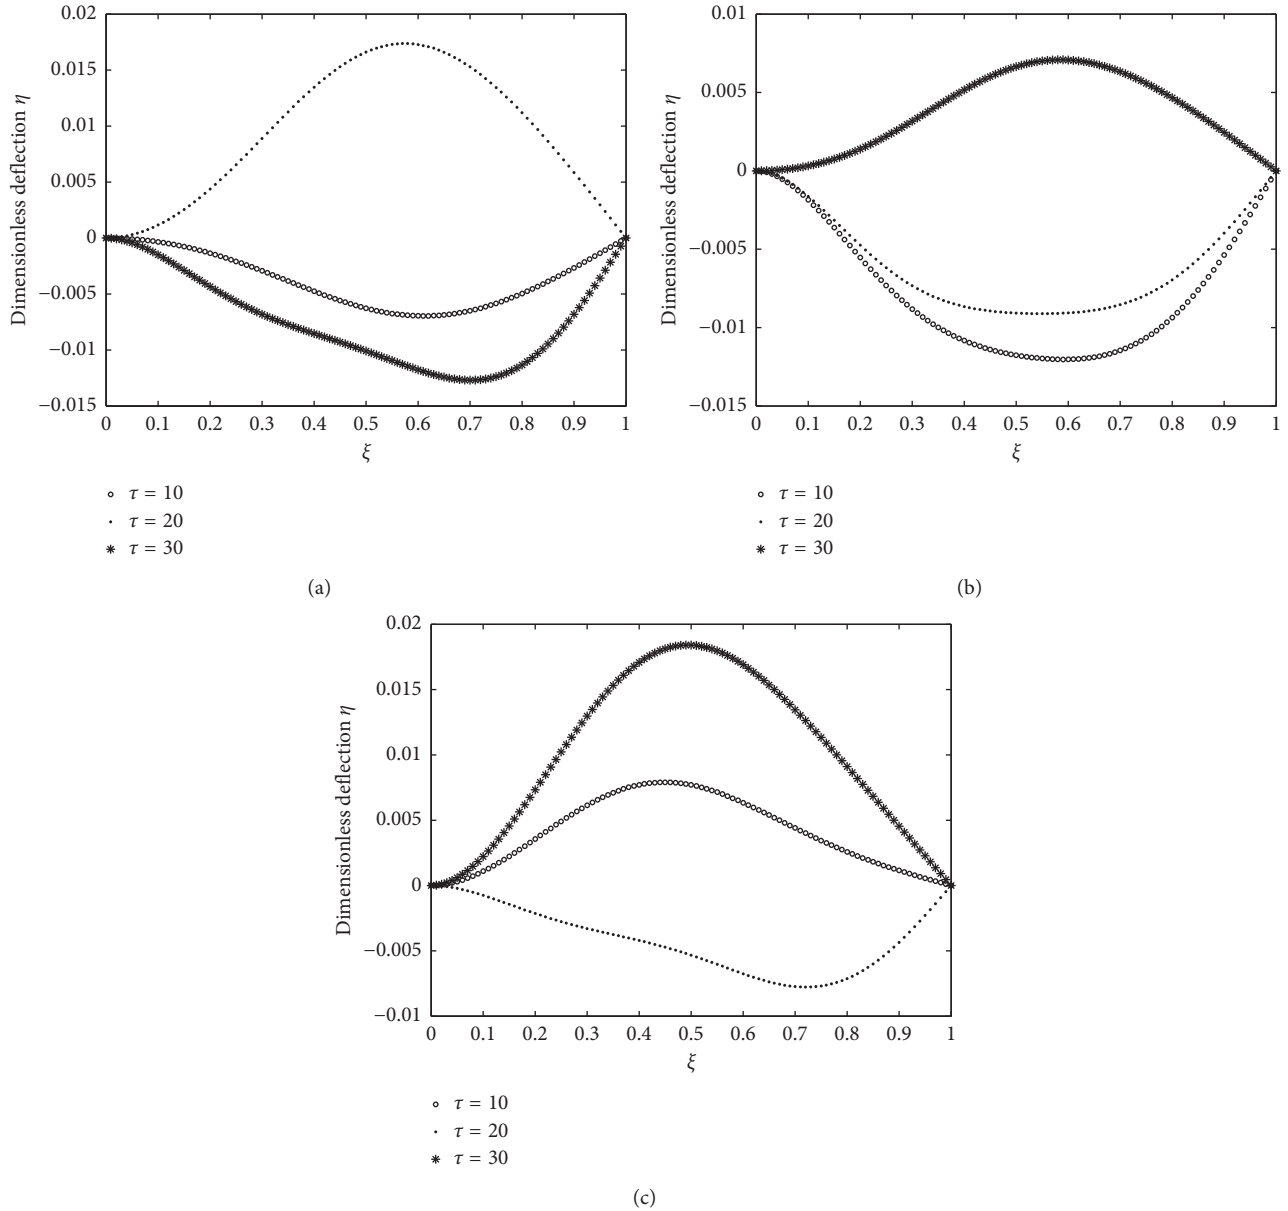 0.02
0.015
0.01
0.005
0
−0.005
−0.01
−0.015
Dimensionless deflection η
0 0.1 0.2 0.3 0.4 0.5 0.6 0.7 0.8 0.9 1
ξ
τ = 10
τ = 20
τ = 30
(a)
0.01
0.005
0
−0.005
−0.01
−0.015
Dimensionless deflection η
0 0.1 0.2 0.3 0.4 0.5 0.6 0.7 0.8 0.9 1
ξ
τ = 10
τ = 20
τ = 30
(b)
0.02
0.015
0.01
0.005
0
−0.005
−0.01
Dimensionless deflection η
0 0.1 0.2 0.3 0.4 0.5 0.6 0.7 0.8 0.9 1
ξ
τ = 10
τ = 20
τ = 30
(c)